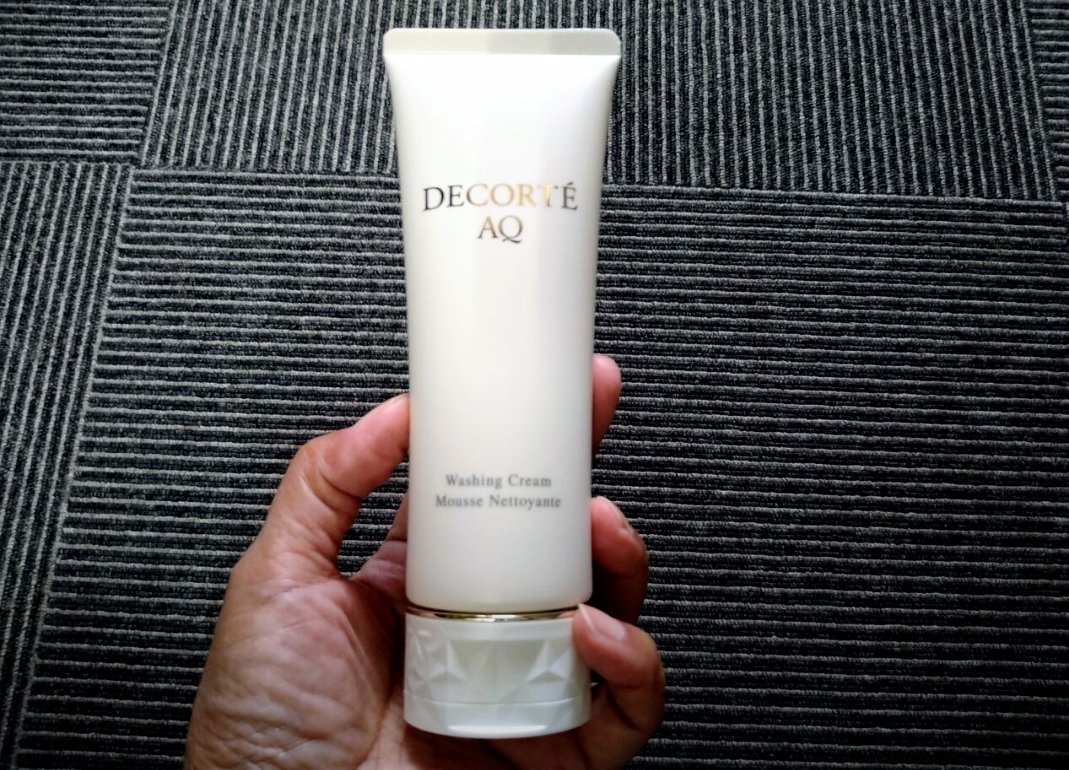 DECORTÉ
AQ
Washing Cream
Mousse Nettoyante